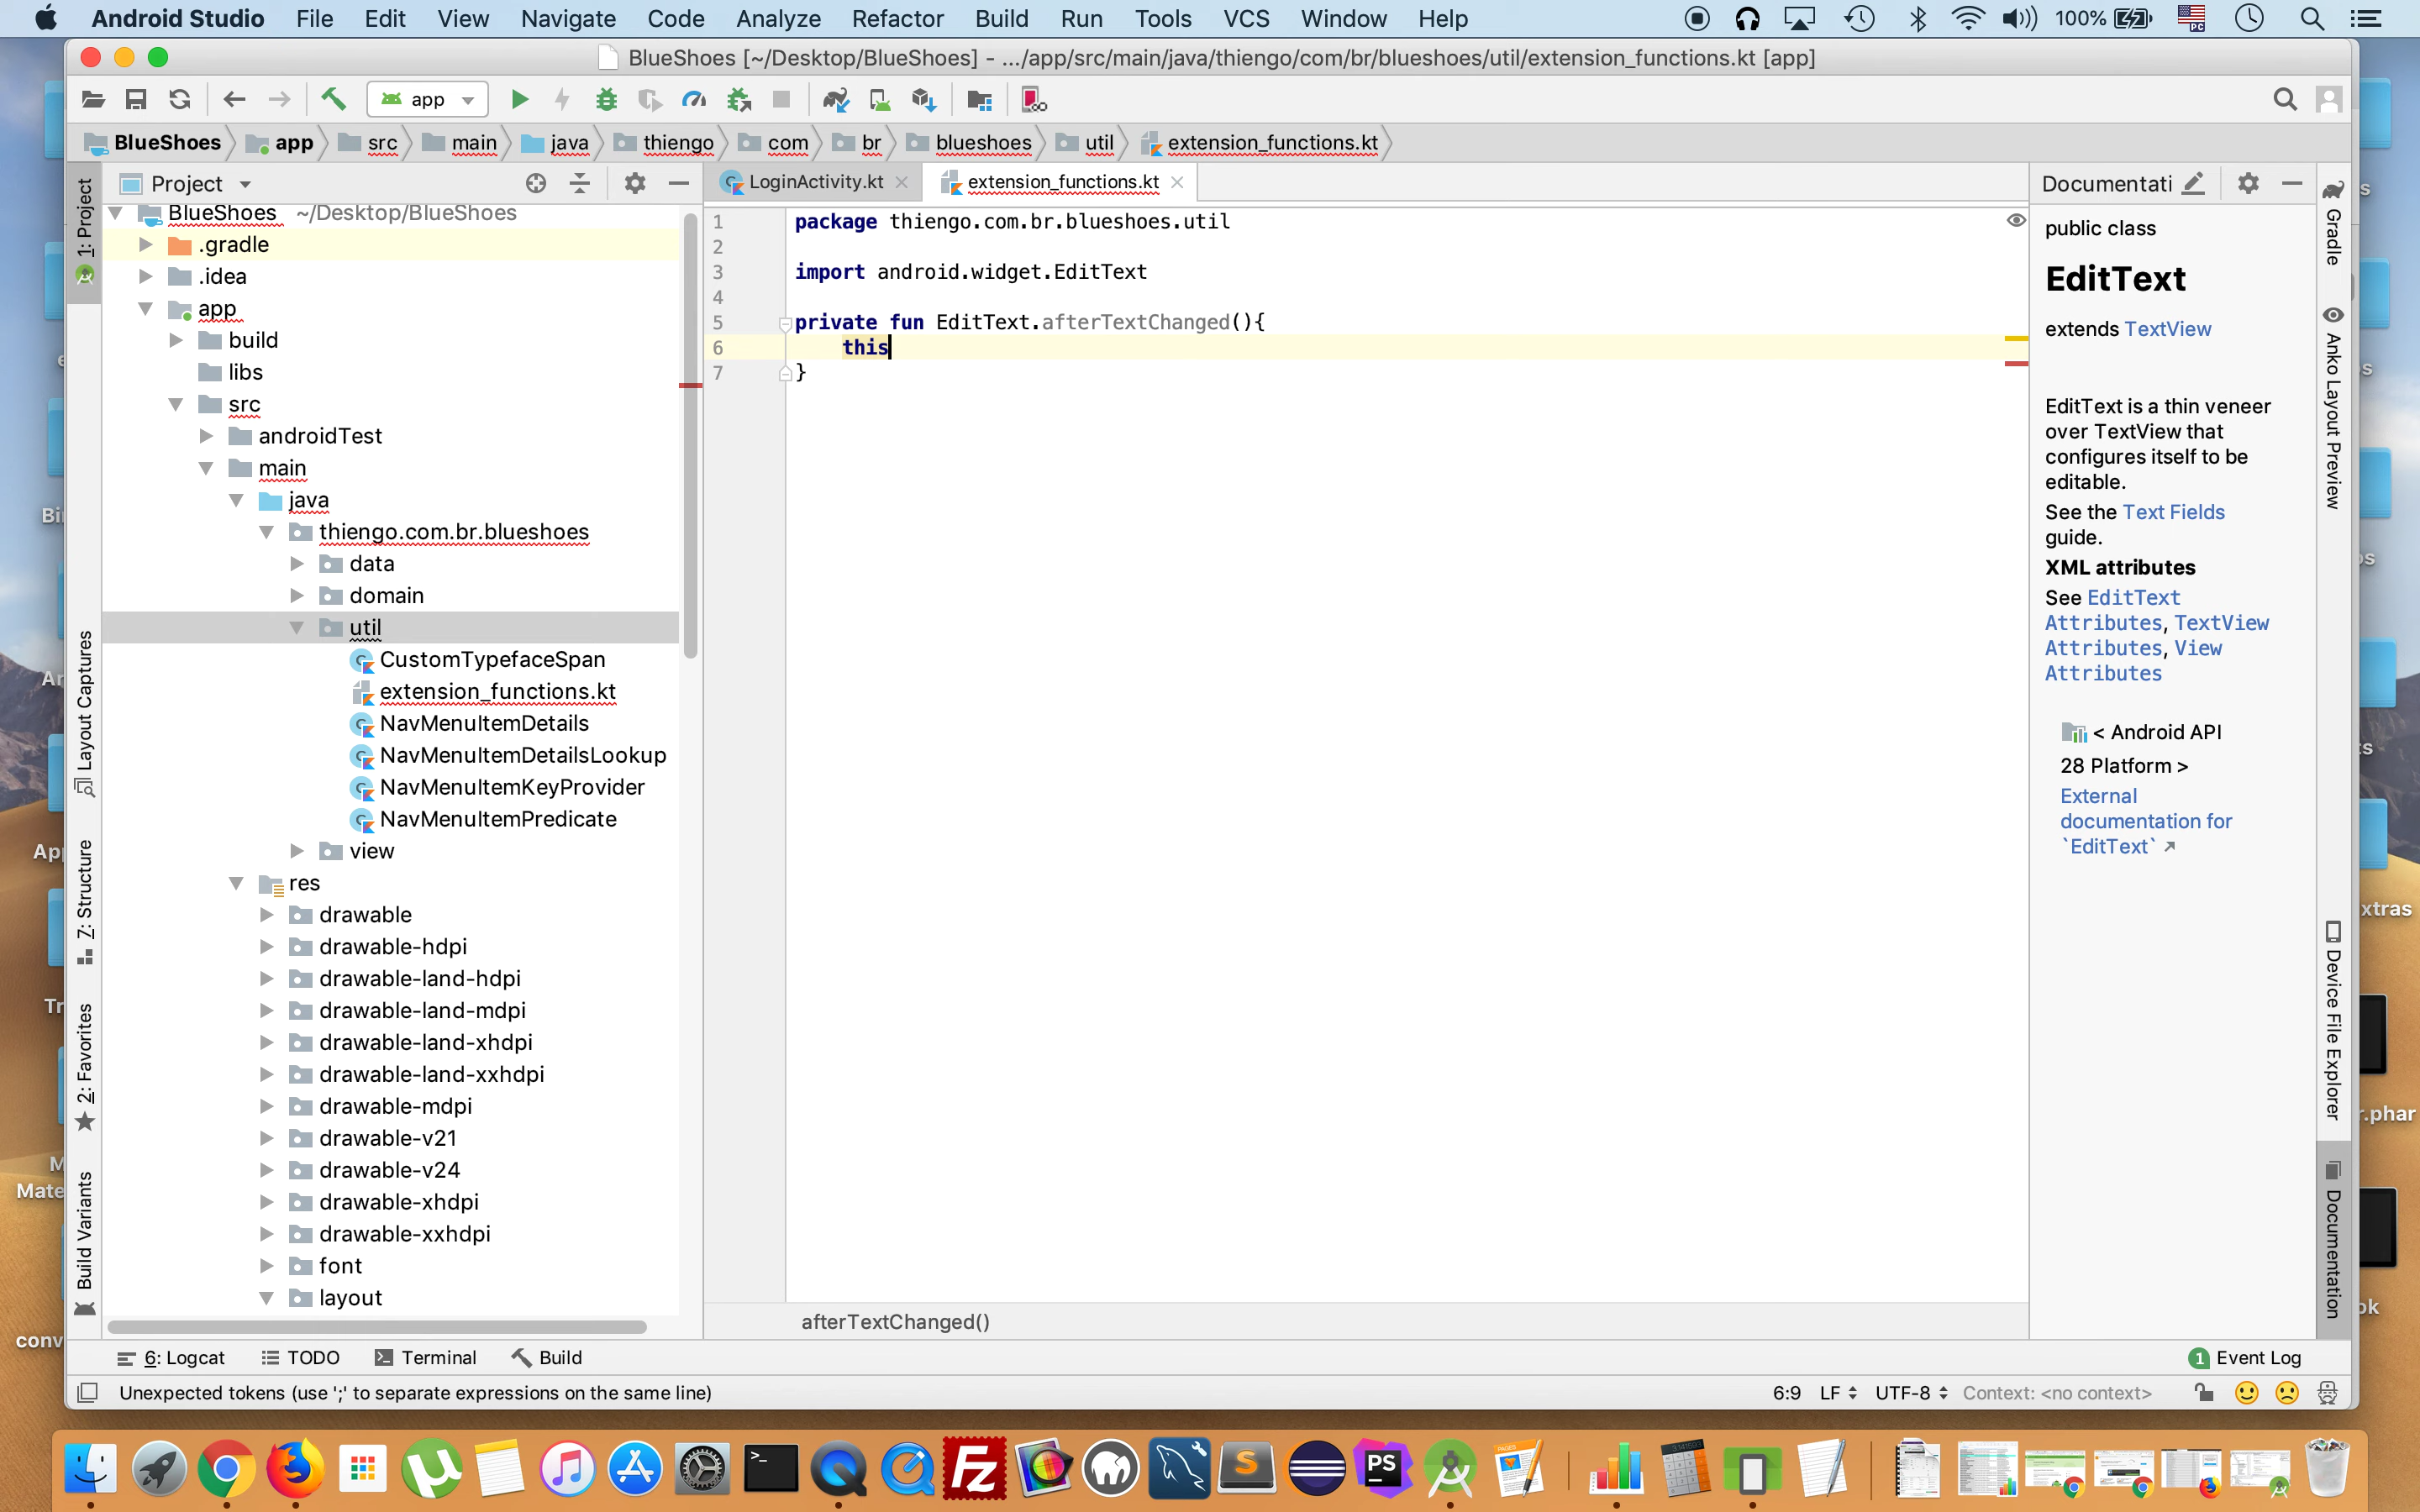 Android Studio File Edit View Navigate Code Analyze Refactor Build Run Tools VCS Window Help 100%
BlueShoes [~/Desktop/BlueShoes] - .../app/src/main/java/thiengo/com/br/blueshoes/util/extension_functions.kt [app]
app
BlueShoes app src main java thiengo com br blueshoes util extension_functions.kt
1: Project
Layout Captures
7: Structure
2: Favorites
Build Variants
Project
BlueShoes ~/Desktop/BlueShoes
.gradle
.idea
app
build
libs
src
androidTest
main
java
thiengo.com.br.blueshoes
data
domain
util
CustomTypefaceSpan
extension_functions.kt
NavMenuItemDetails
NavMenuItemDetailsLookup
NavMenuItemKeyProvider
NavMenuItemPredicate
view
res
drawable
drawable-hdpi
drawable-land-hdpi
drawable-land-mdpi
drawable-land-xhdpi
drawable-land-xxhdpi
drawable-mdpi
drawable-v21
drawable-v24
drawable-xhdpi
drawable-xxhdpi
font
layout
LoginActivity.kt extension_functions.kt
1 package thiengo.com.br.blueshoes.util
2
3 import android.widget.EditText
4
5 private fun EditText.afterTextChanged(){
6 this
7 }
afterTextChanged()
Documentati
public class
EditText
extends TextView
EditText is a thin veneer
over TextView that
configures itself to be
editable.
See the Text Fields
guide.
XML attributes
See EditText
Attributes, TextView
Attributes, View
Attributes
< Android API
28 Platform >
External
documentation for
`EditText`
Gradle
Anko Layout Preview
Device File Explorer
Documentation
6: Logcat TODO Terminal Build 1 Event Log
Unexpected tokens (use ';' to separate expressions on the same line) 6:9 LF UTF-8 Context: <no context>
xtras
r.phar
Mate
conv
PS
Fz